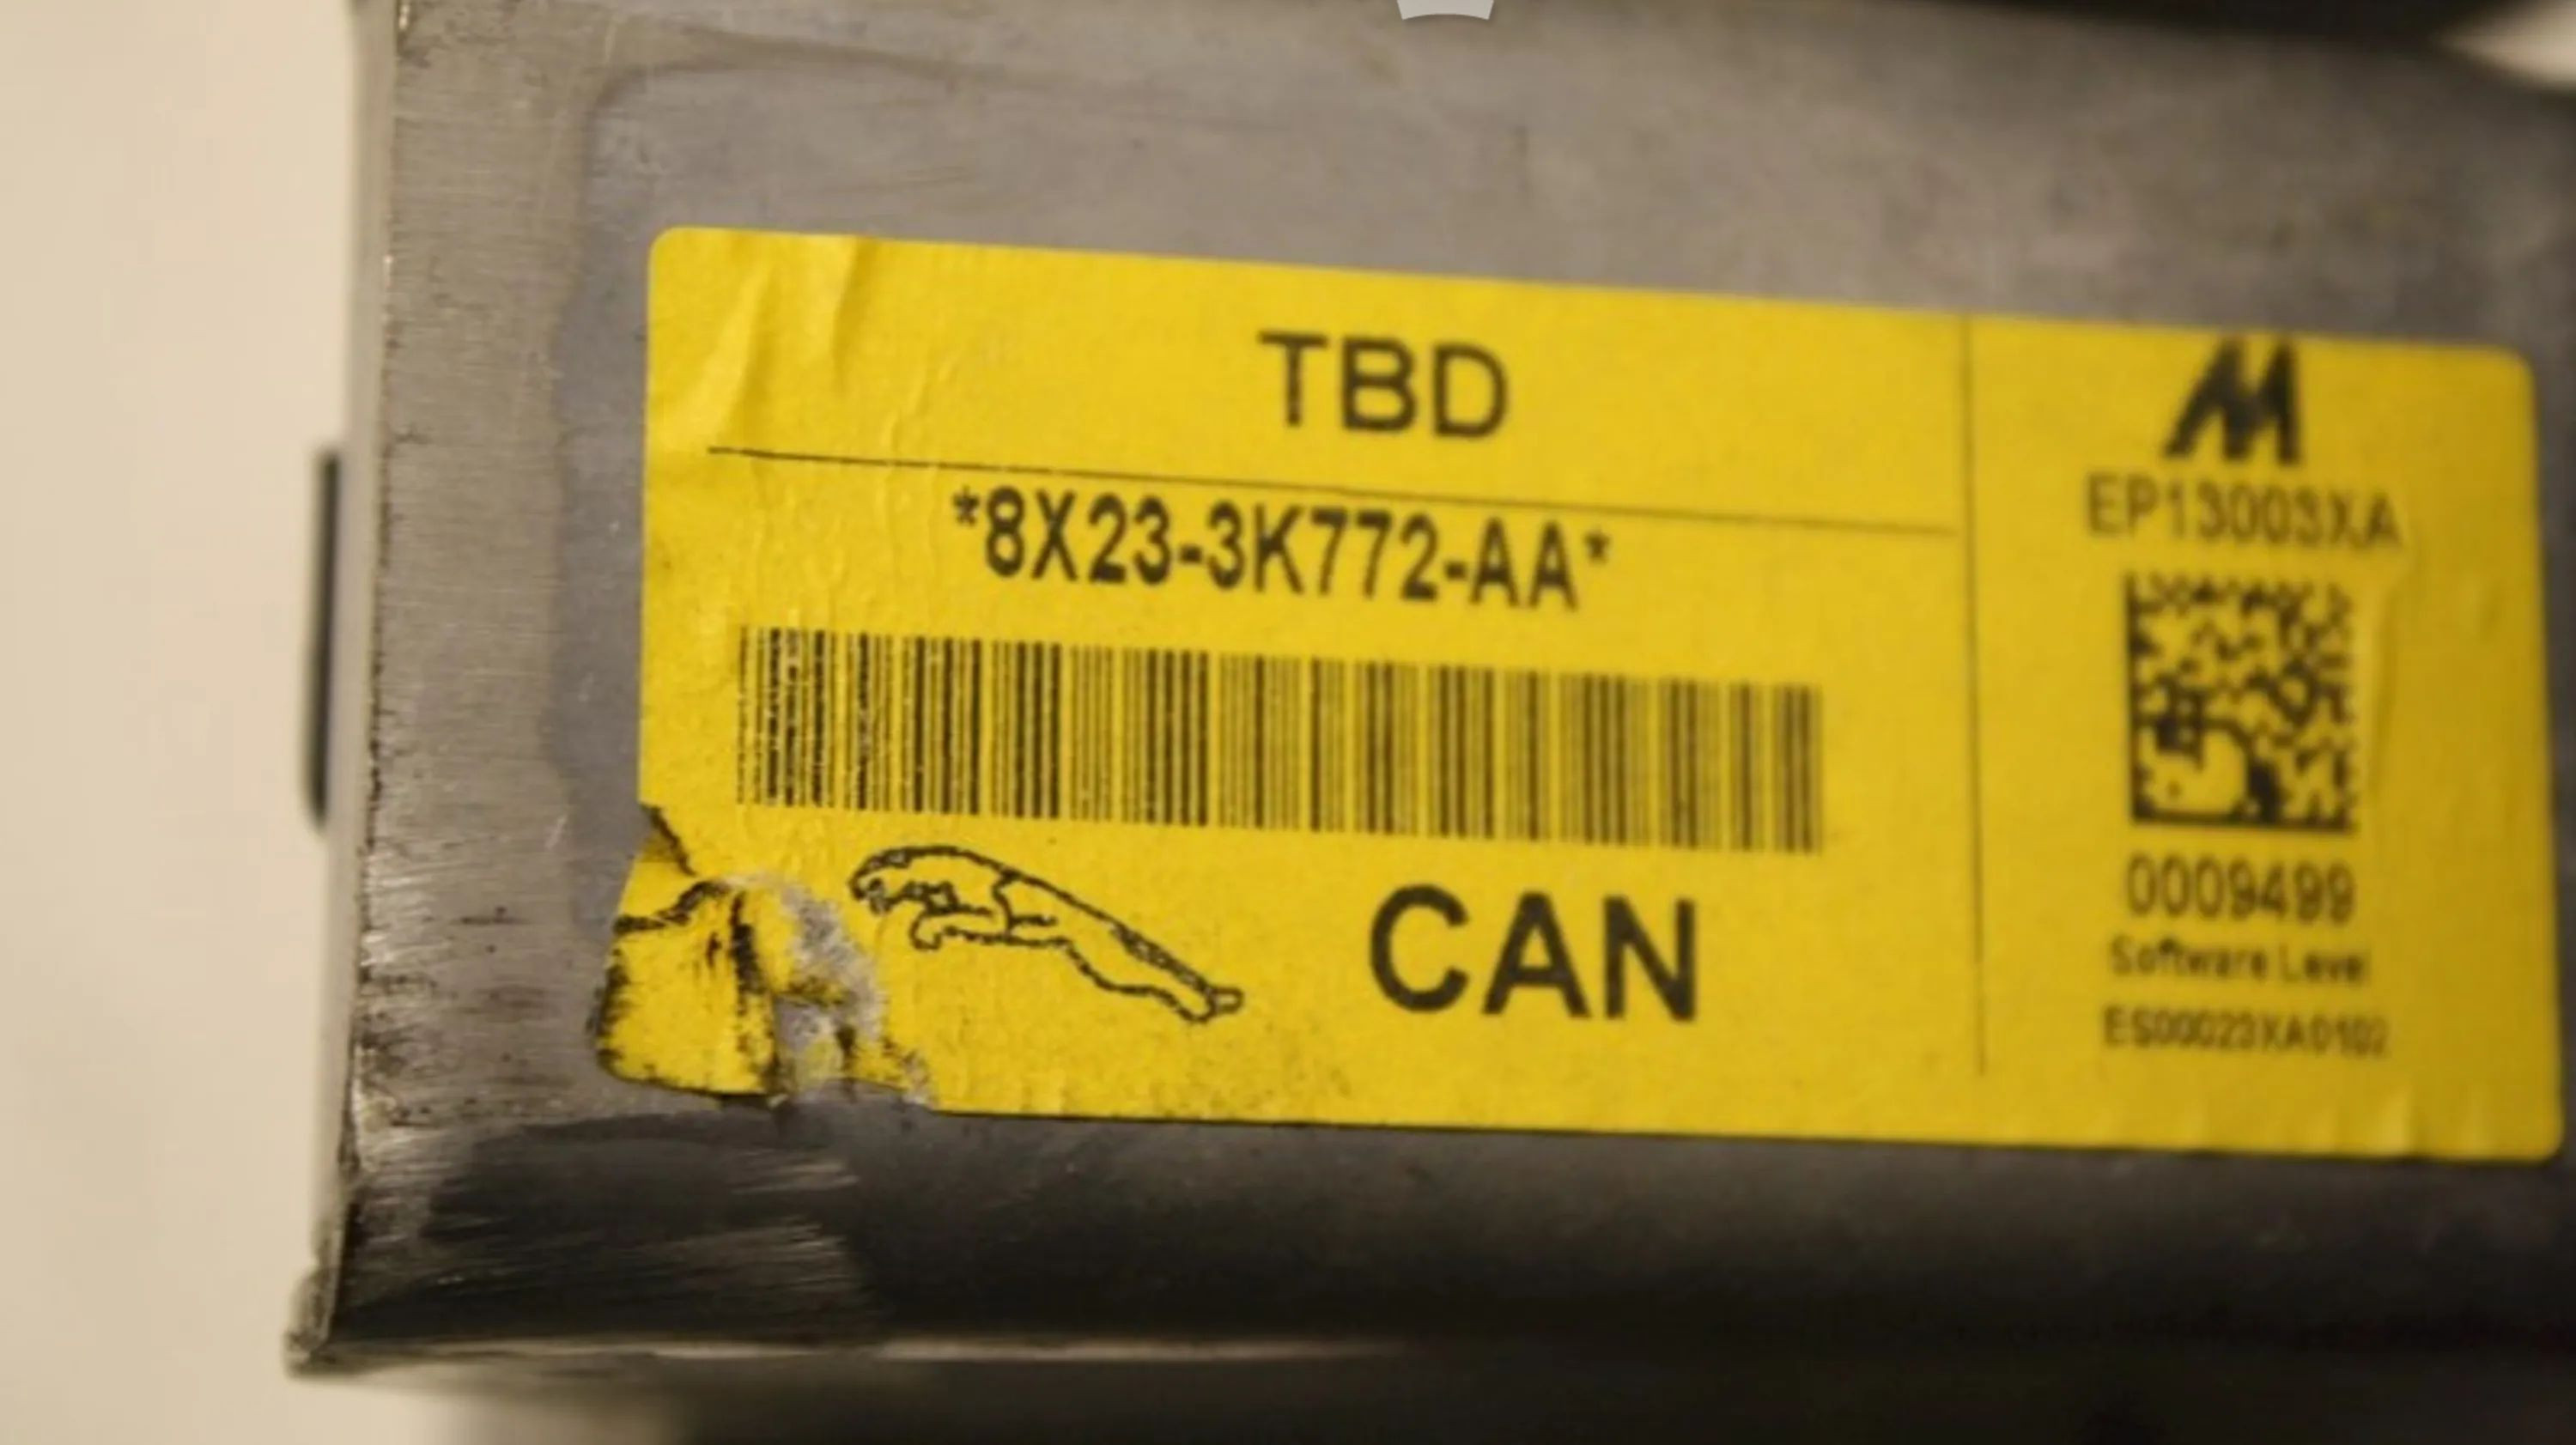 TBD
*8X23-3K772-AA*
CAN
EP13003XA
0009499
Software Level
ES00023XA0102